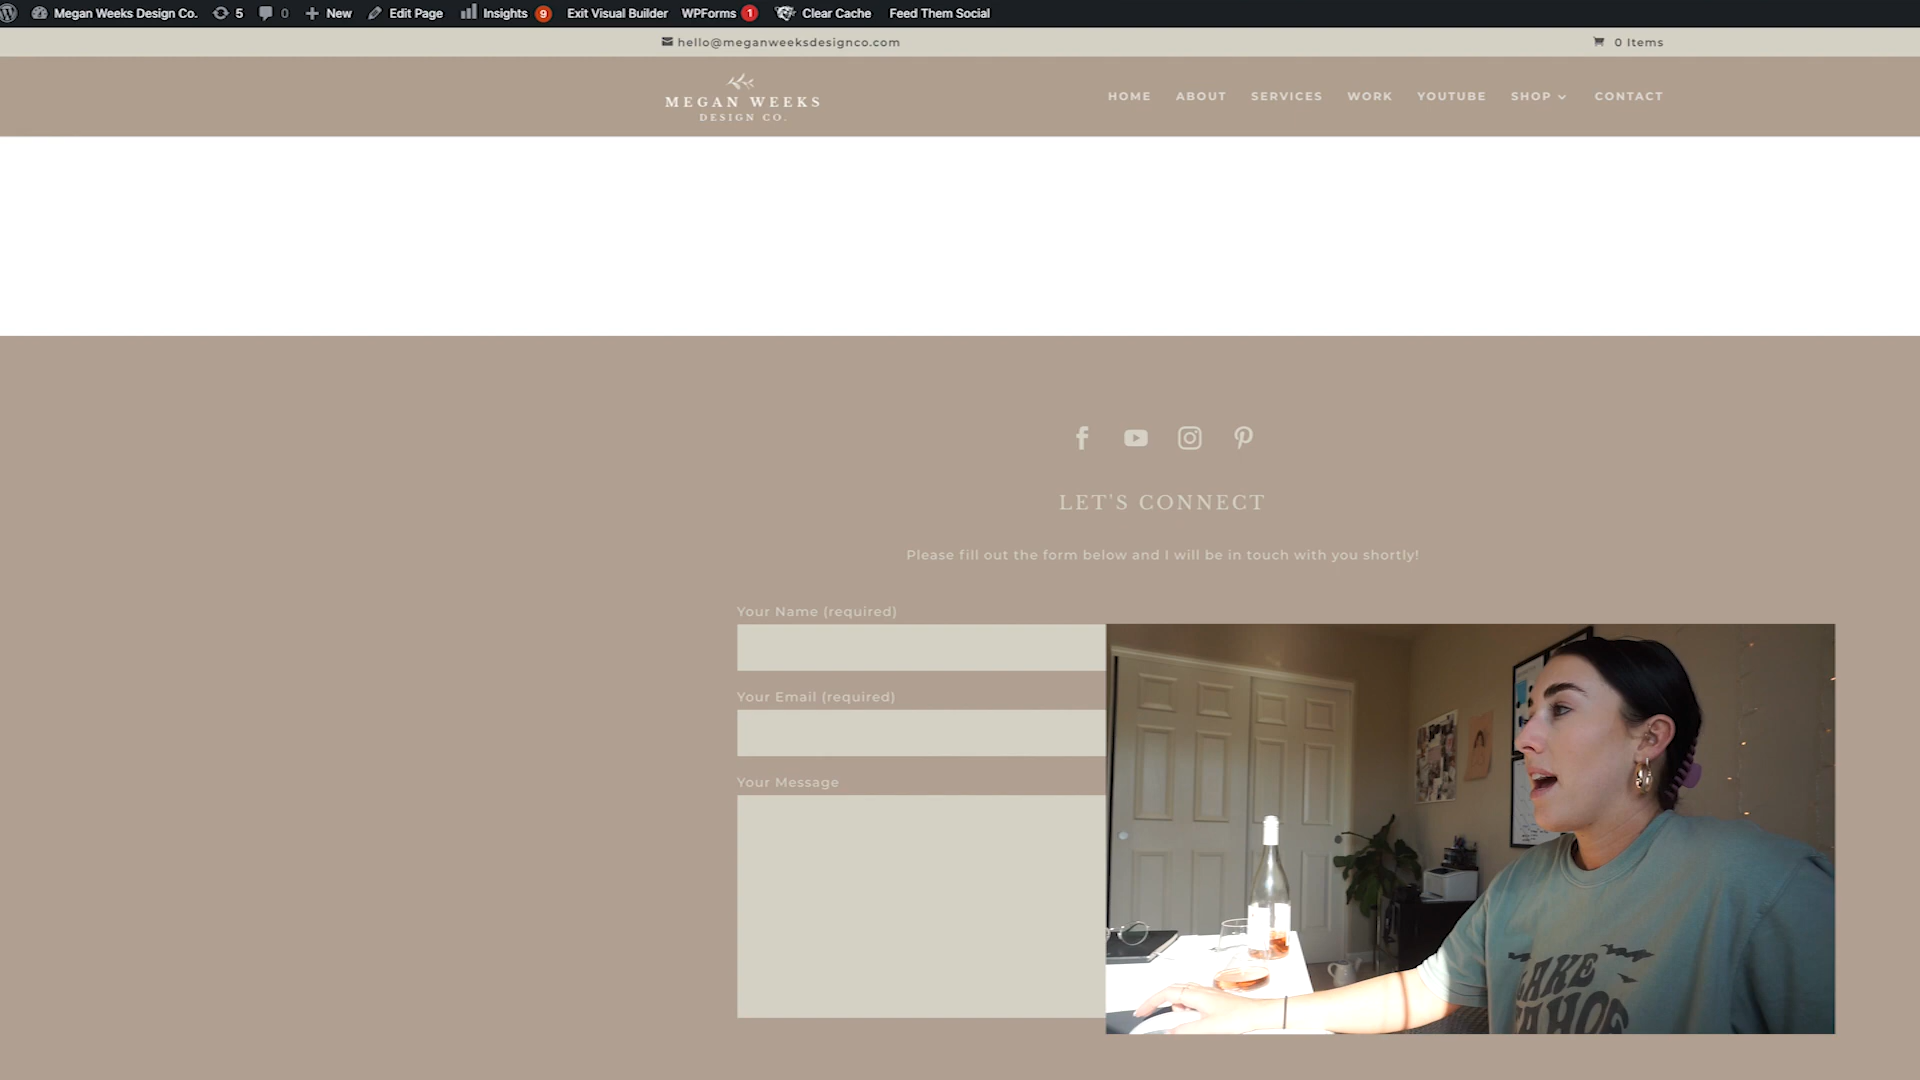 Megan Weeks Design Co. 5 0 New Edit Page Insights 9 Exit Visual Builder WPForms 1 Clear Cache Feed Them Social
hello@meganweeksdesignco.com 0 Items
MEGAN WEEKS
DESIGN CO.
HOME ABOUT SERVICES WORK YOUTUBE SHOP CONTACT
LET'S CONNECT
Please fill out the form below and I will be in touch with you shortly!
Your Name (required)
Your Email (required)
Your Message
LAKE
TAHOE